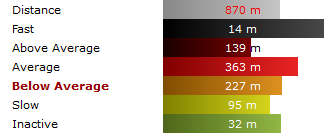 Distance 870 m
Fast 14 m
Above Average 139 m
Average 363 m
Below Average 227 m
Slow 95 m
Inactive 32 m